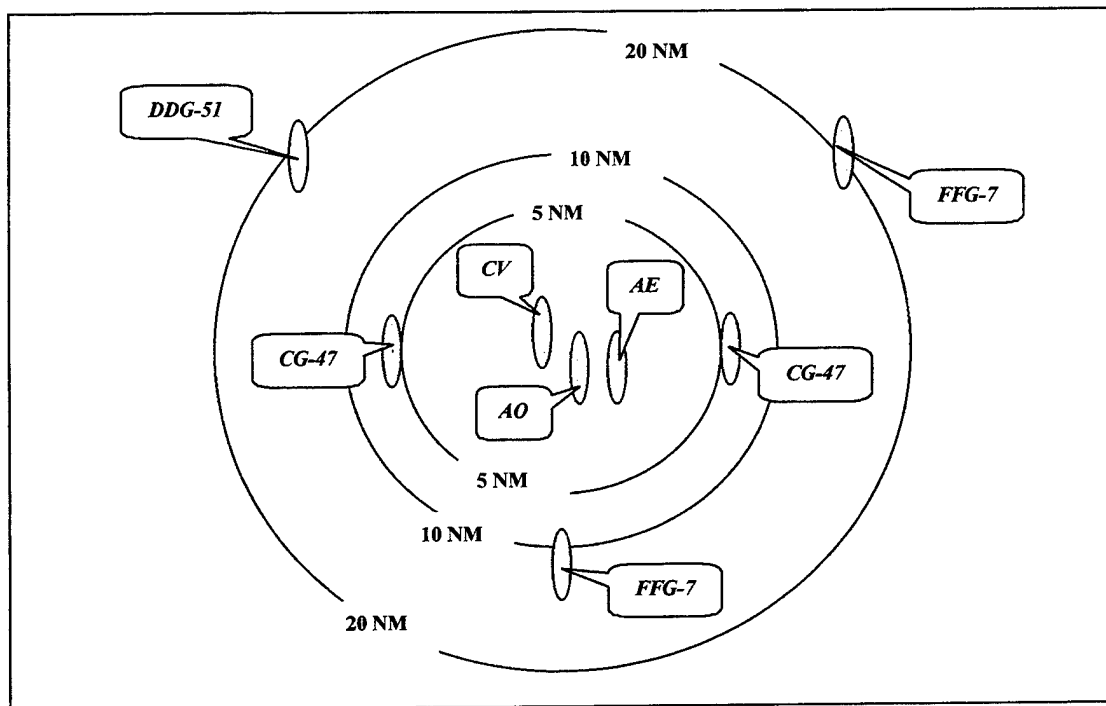 20 NM
DDG-51
10 NM
FFG-7
5 NM
CV
AE
CG-47
CG-47
AO
5 NM
10 NM
FFG-7
20 NM